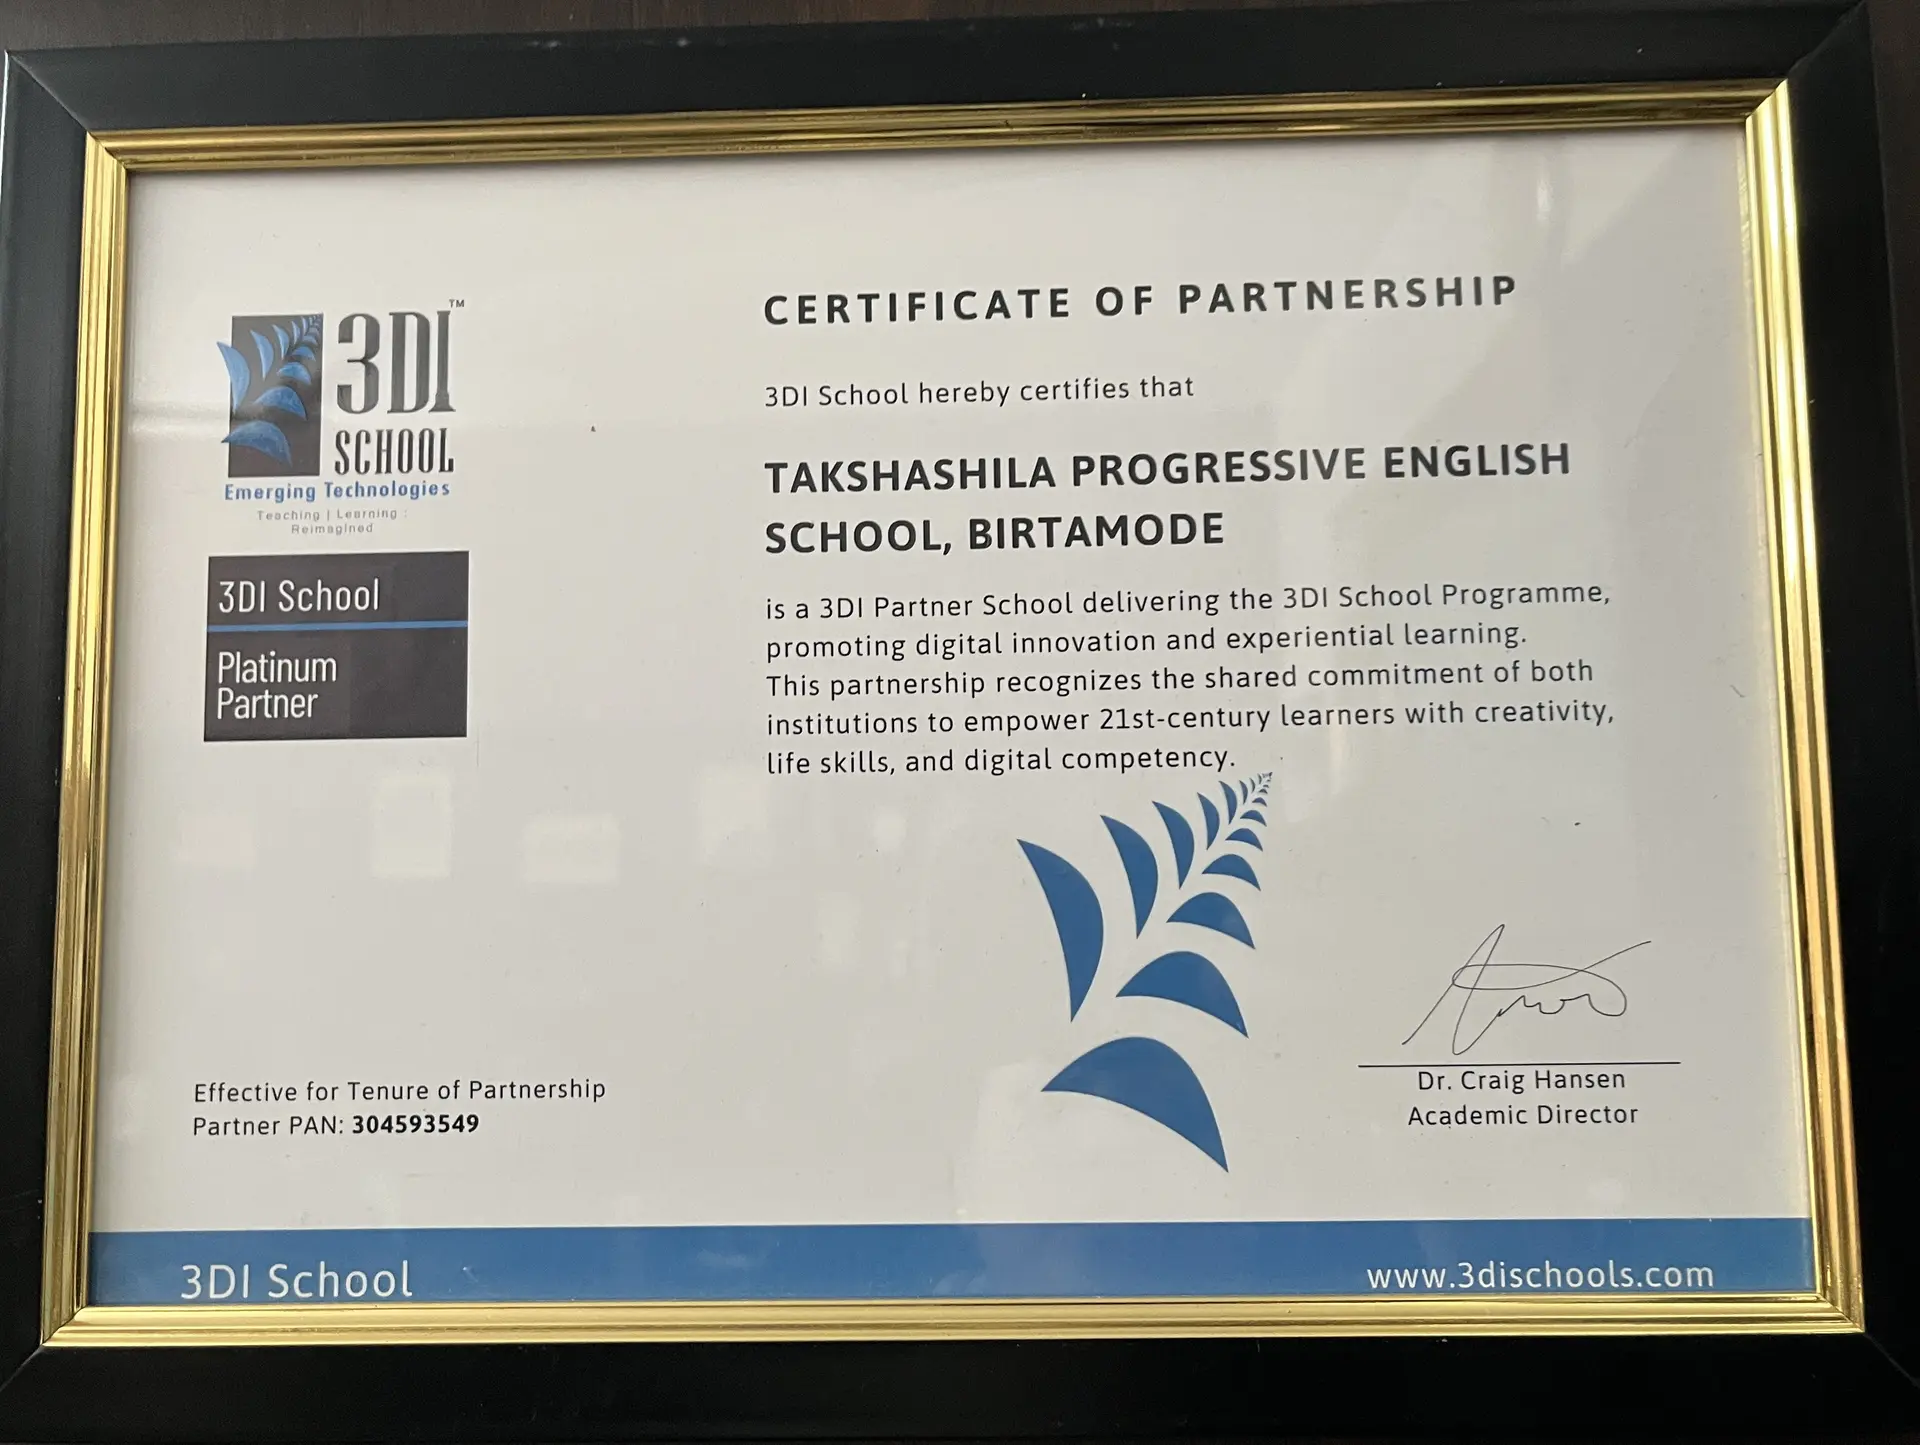 3DI
™
SCHOOL
Emerging Technologies
Teaching | Learning :
Reimagined
3DI School
Platinum
Partner
CERTIFICATE OF PARTNERSHIP
3DI School hereby certifies that
TAKSHASHILA PROGRESSIVE ENGLISH
SCHOOL, BIRTAMODE
is a 3DI Partner School delivering the 3DI School Programme,
promoting digital innovation and experiential learning.
This partnership recognizes the shared commitment of both
institutions to empower 21st-century learners with creativity,
life skills, and digital competency.
Effective for Tenure of Partnership
Partner PAN: 304593549
Dr. Craig Hansen
Academic Director
3DI School
www.3dischools.com